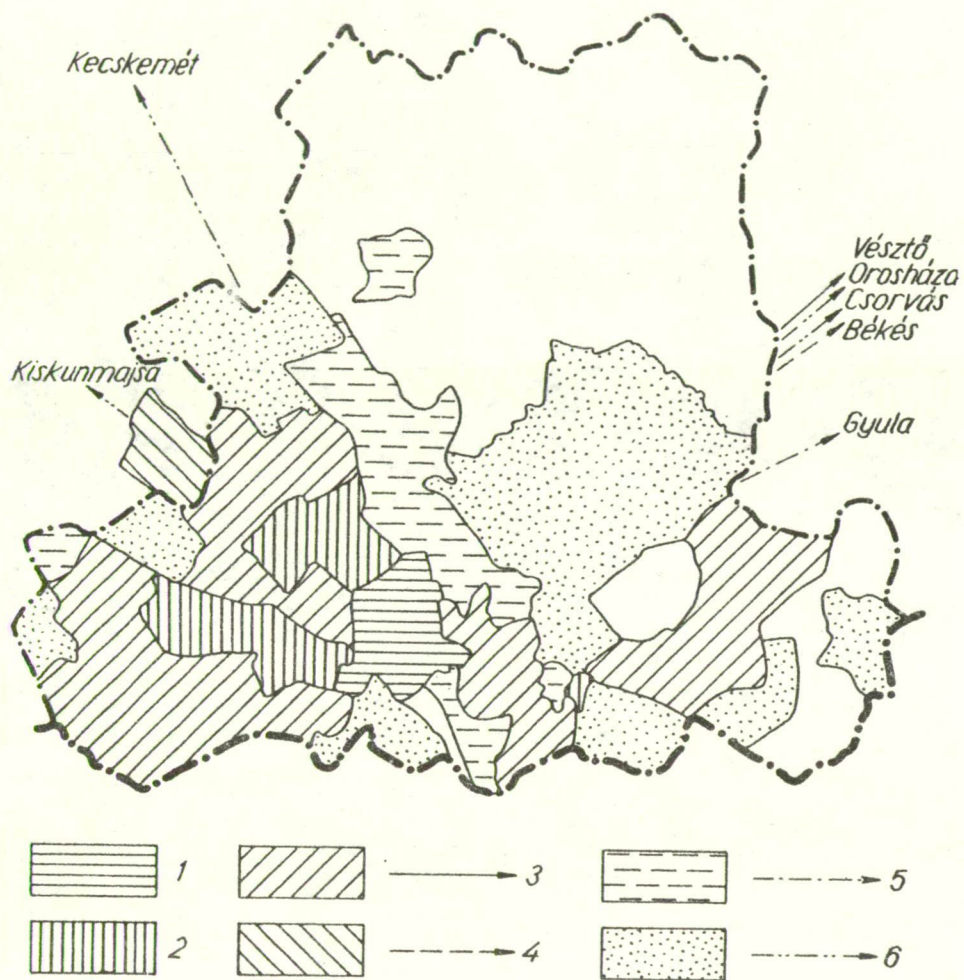 Kecskemét
Vésztő
Orosháza
Csorvás
Békés
Kiskunmajsa
Gyula
1 3 5
2 4 6